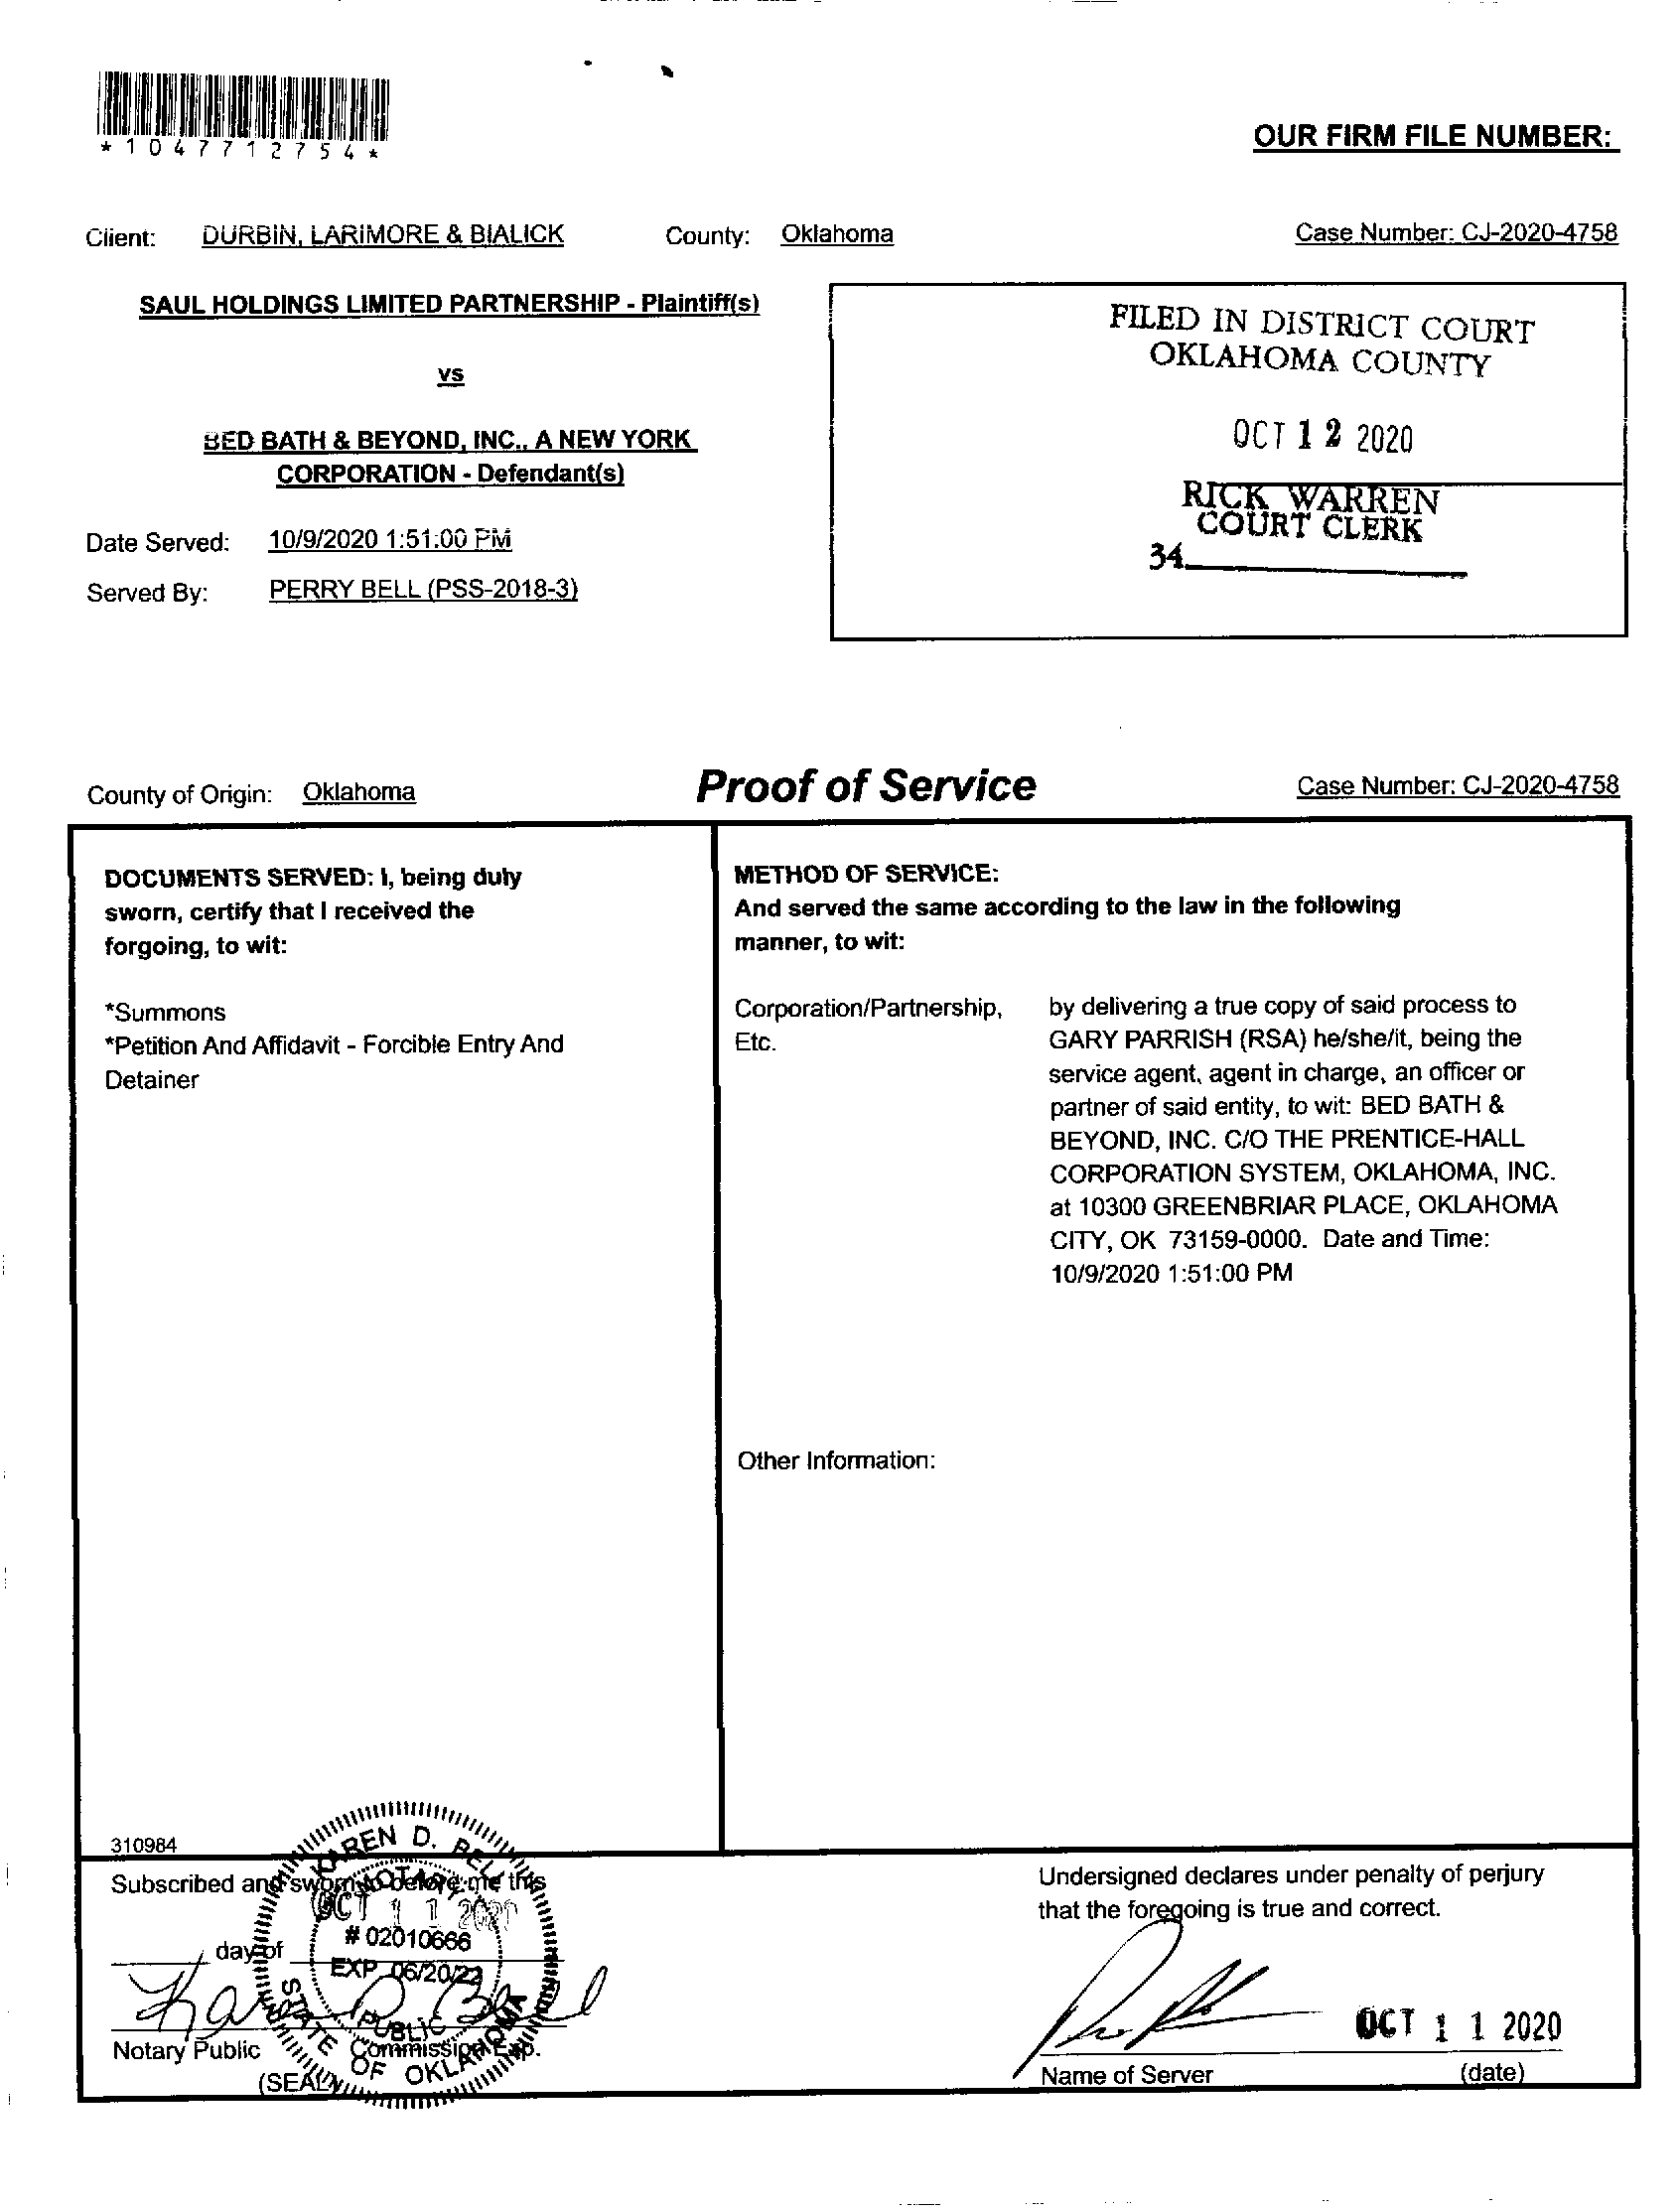 *1047712754*
OUR FIRM FILE NUMBER:
Client: DURBIN, LARIMORE & BIALICK County: Oklahoma Case Number: CJ-2020-4758
SAUL HOLDINGS LIMITED PARTNERSHIP - Plaintiff(s)
vs
BED BATH & BEYOND, INC., A NEW YORK
CORPORATION - Defendant(s)
Date Served: 10/9/2020 1:51:00 PM
Served By: PERRY BELL (PSS-2018-3)
FILED IN DISTRICT COURT
OKLAHOMA COUNTY
OCT 12 2020
RICK WARREN
COURT CLERK
34
County of Origin: Oklahoma Proof of Service Case Number: CJ-2020-4758
DOCUMENTS SERVED: I, being duly
sworn, certify that I received the
forgoing, to wit:
*Summons
*Petition And Affidavit - Forcible Entry And
Detainer
METHOD OF SERVICE:
And served the same according to the law in the following
manner, to wit:
Corporation/Partnership,
Etc.
by delivering a true copy of said process to
GARY PARRISH (RSA) he/she/it, being the
service agent, agent in charge, an officer or
partner of said entity, to wit: BED BATH &
BEYOND, INC. C/O THE PRENTICE-HALL
CORPORATION SYSTEM, OKLAHOMA, INC.
at 10300 GREENBRIAR PLACE, OKLAHOMA
CITY, OK 73159-0000. Date and Time:
10/9/2020 1:51:00 PM
Other Information:
310984
Subscribed and sworn to before me this
OCT 11 2020
day of
Karen D. Bell
Notary Public
Commission Exp.
(SEAL)
KAREN D. BELL
NOTARY
# 02010666
EXP. 06/20/22
PUBLIC
STATE OF OKLAHOMA
Undersigned declares under penalty of perjury
that the foregoing is true and correct.
OCT 11 2020
Name of Server (date)